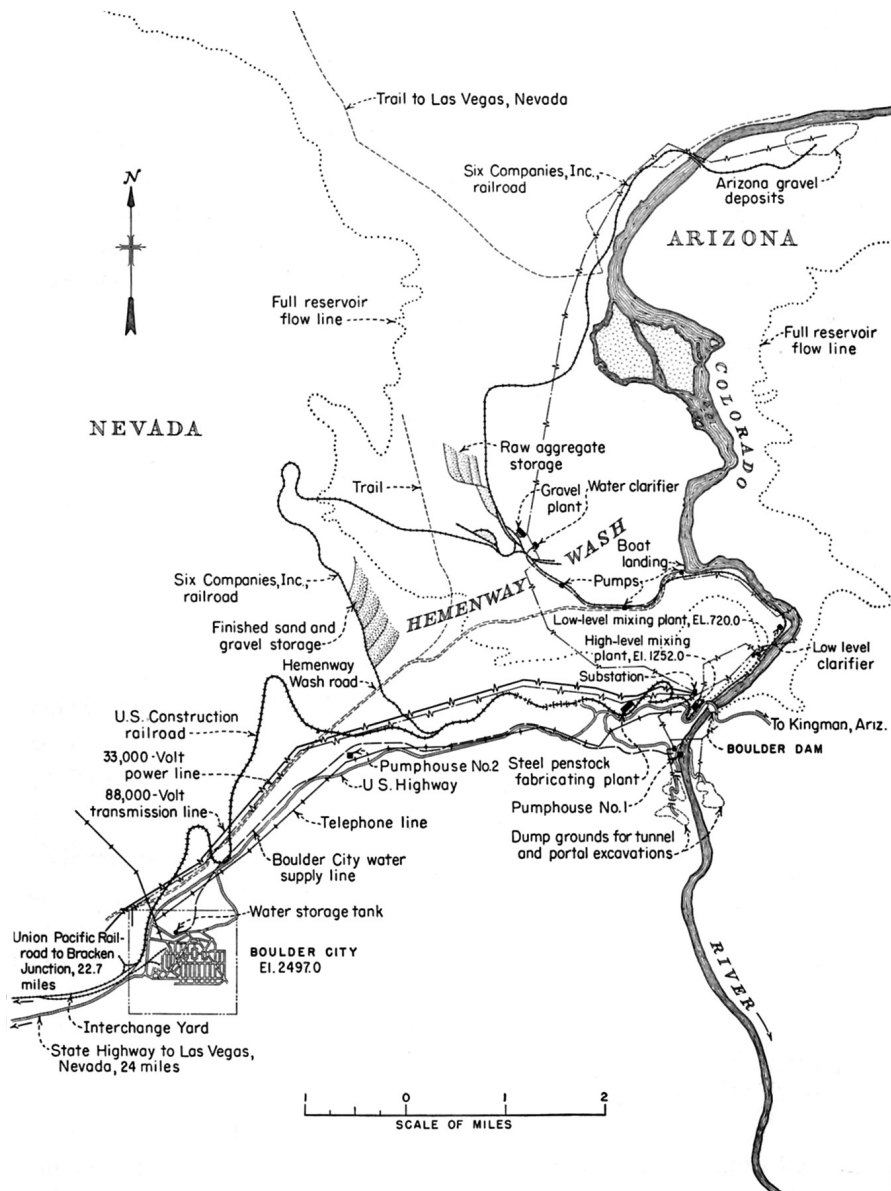 Trail to Las Vegas, Nevada
N
Six Companies, Inc.,
railroad
Arizona gravel
deposits
ARIZONA
Full reservoir
flow line
Full reservoir
flow line
COLORADO
NEVADA
Raw aggregate
storage
Trail
Gravel
plant
Water clarifier
HEMENWAY WASH
Boat
landing
Pumps
Six Companies, Inc.,
railroad
Finished sand and
gravel storage
Low-level mixing plant, EL.720.0
High-level mixing
plant, El. 1252.0
Low level
clarifier
Hemenway
Wash road
Substation
U.S. Construction
railroad
To Kingman, Ariz.
BOULDER DAM
33,000-Volt
power line
Pumphouse No.2
Steel penstock
fabricating plant
88,000-Volt
transmission line
U.S. Highway
Pumphouse No.1
Telephone line
Dump grounds for tunnel
and portal excavations
Boulder City water
supply line
Water storage tank
Union Pacific Rail-
road to Bracken
Junction, 22.7
miles
BOULDER CITY
El. 2497.0
RIVER
Interchange Yard
State Highway to Las Vegas,
Nevada, 24 miles
1 0 1 2
SCALE OF MILES